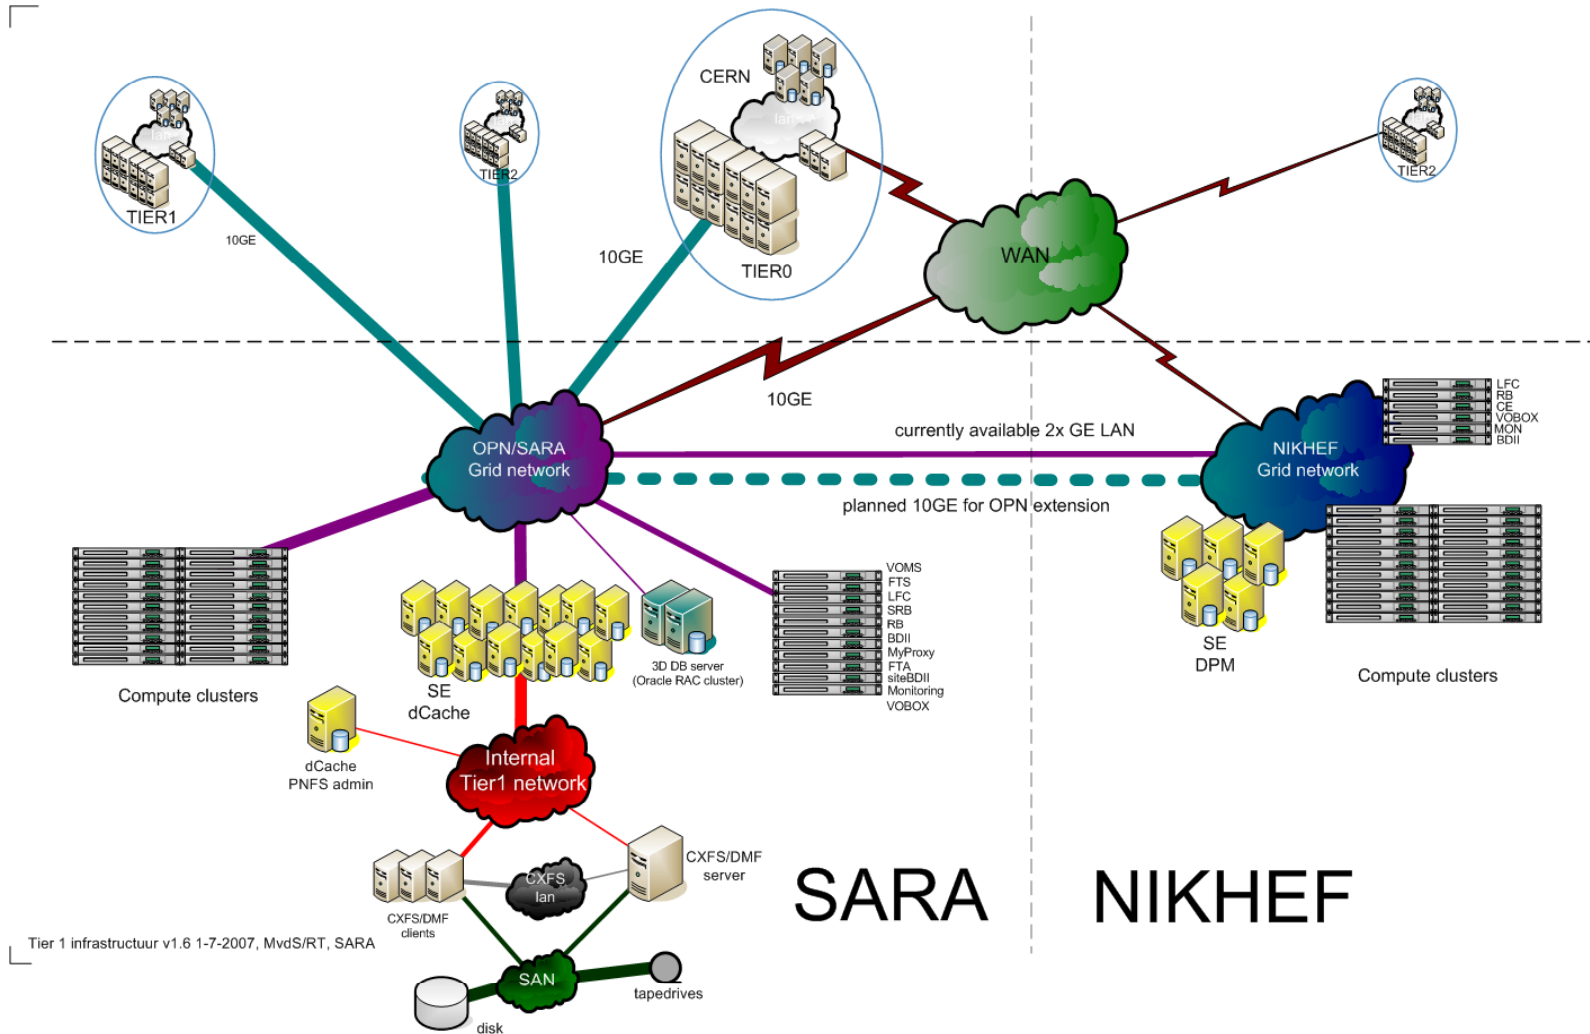 CERN
lan
lan
lan
TIER2
TIER2
TIER1
10GE
10GE
TIER0
WAN
10GE
LFC
RB
CE
VOBOX
MON
BDII
currently available 2x GE LAN
OPN/SARA
Grid network
NIKHEF
Grid network
planned 10GE for OPN extension
VOMS
FTS
LFC
SRB
RB
BDII
MyProxy
FTA
siteBDII
Monitoring
VOBOX
SE
DPM
3D DB server
(Oracle RAC cluster)
Compute clusters
Compute clusters
SE
dCache
Internal
Tier1 network
dCache
PNFS admin
CXFS/DMF
server
CXFS
lan
CXFS/DMF
clients
SARA
NIKHEF
Tier 1 infrastructuur v1.6 1-7-2007, MvdS/RT, SARA
SAN
tapedrives
disk